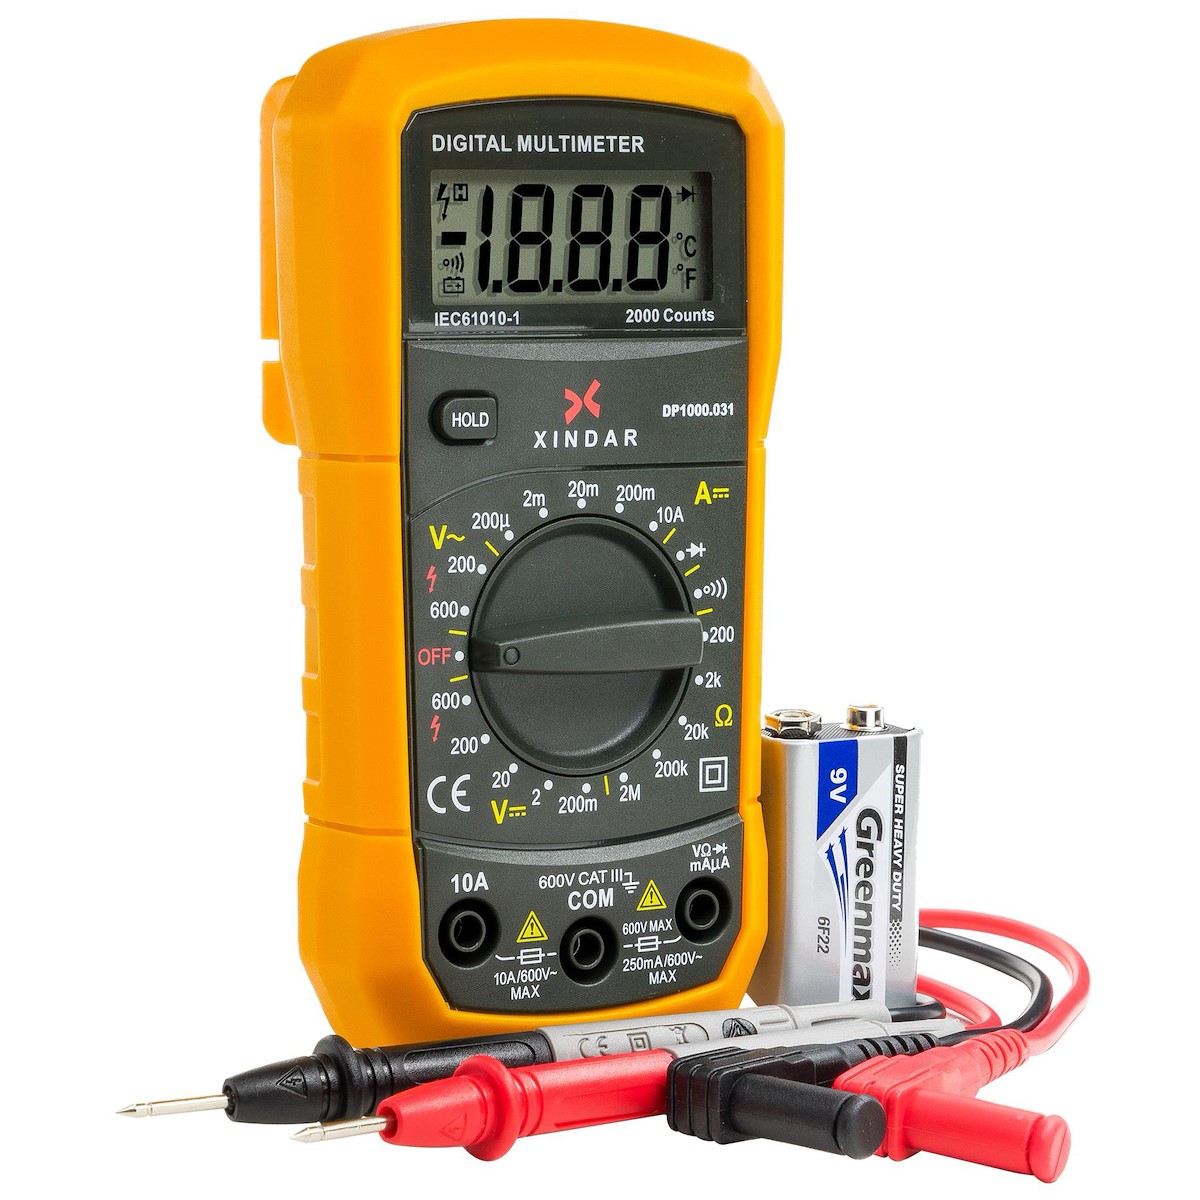 DIGITAL MULTIMETER
H
-1.8.8.8
°C
°F
IEC61010-1 2000 Counts
HOLD
XINDAR
DP1000.031
2m 20m 200m
200µ 10A
A
V~
200
600
OFF
600
200
20
2
200m
2M
200k
20k
2k
200
Ω
V
CE
10A
600V CAT III
COM
VΩ
mAµA
10A/600V~
MAX
600V MAX
250mA/600V~
MAX
9V
SUPER HEAVY DUTY
Greenmax
6F22
CE